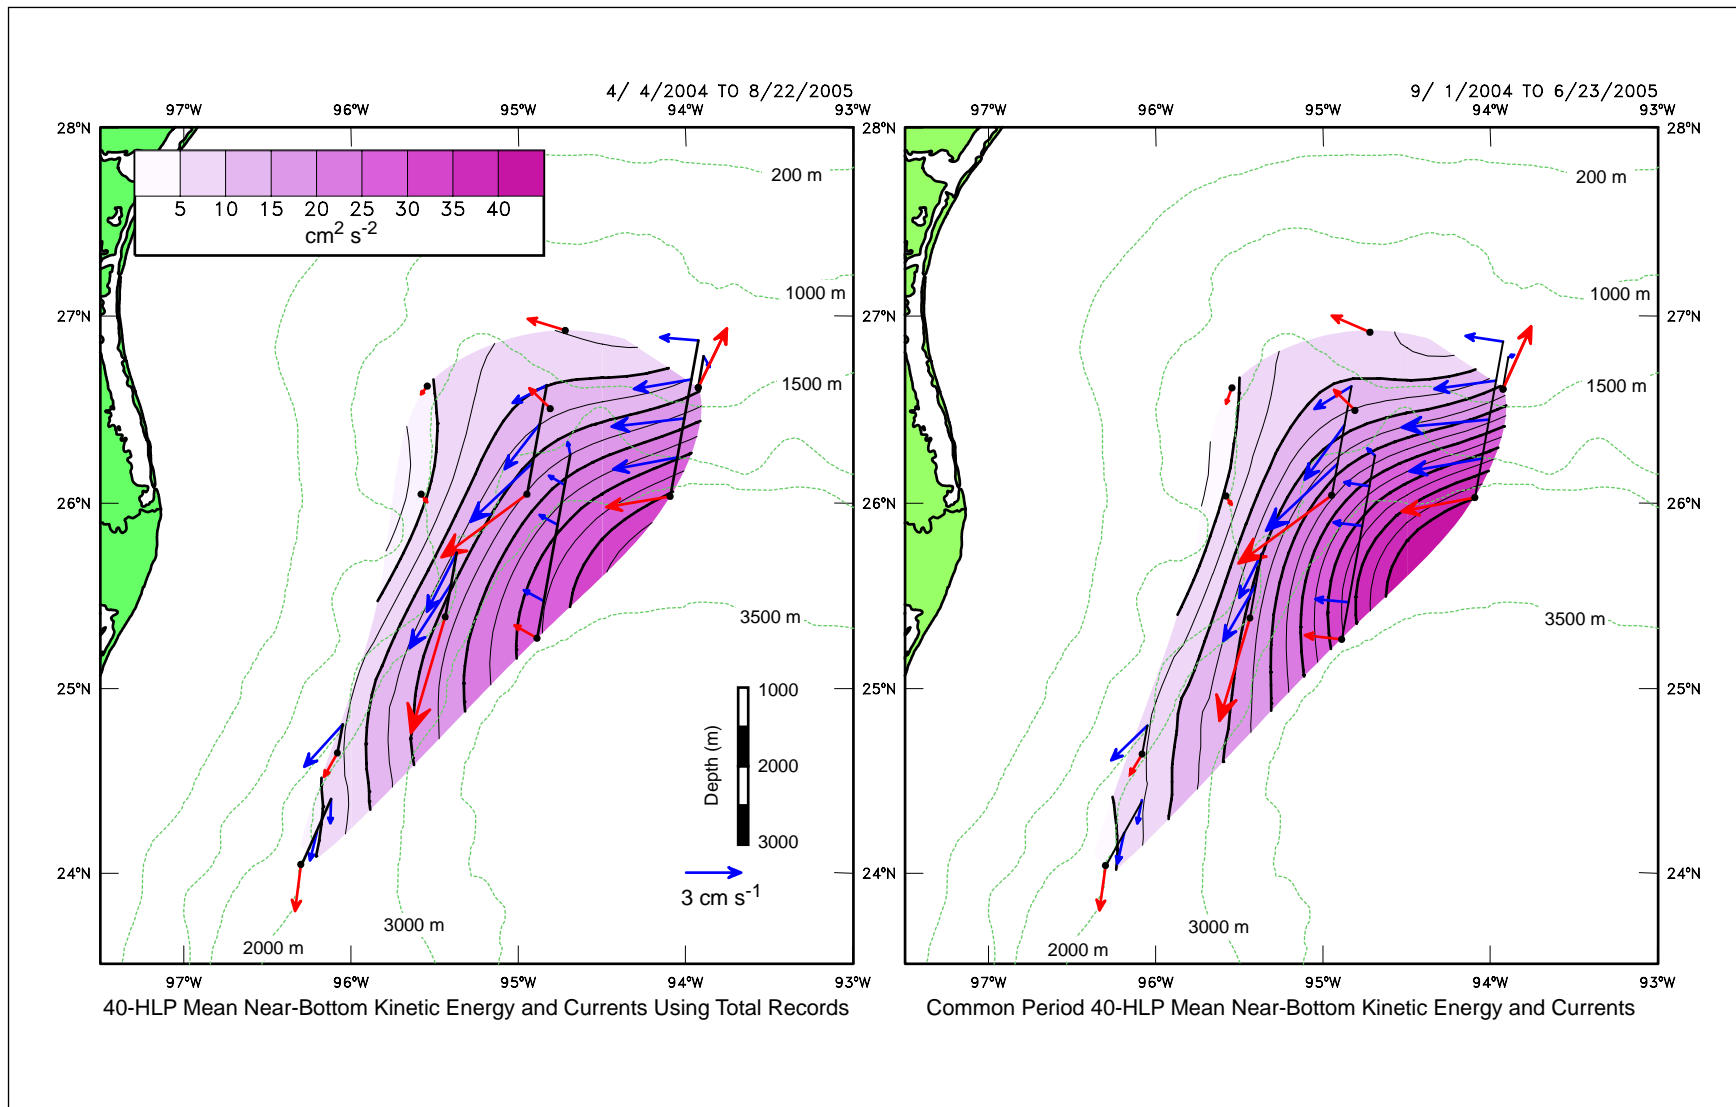 4/ 4/2004 TO 8/22/2005
97°W 96°W 95°W 94°W 93°W
28°N
27°N
26°N
25°N
24°N
5 10 15 20 25 30 35 40
cm2 s-2
200 m
1000 m
1500 m
3500 m
Depth (m)
1000
2000
3000
3 cm s-1
3000 m
2000 m
97°W 96°W 95°W 94°W 93°W
40-HLP Mean Near-Bottom Kinetic Energy and Currents Using Total Records
9/ 1/2004 TO 6/23/2005
97°W 96°W 95°W 94°W 93°W
28°N
27°N
26°N
25°N
24°N
200 m
1000 m
1500 m
3500 m
3000 m
2000 m
97°W 96°W 95°W 94°W 93°W
28°N
27°N
26°N
25°N
24°N
Common Period 40-HLP Mean Near-Bottom Kinetic Energy and Currents